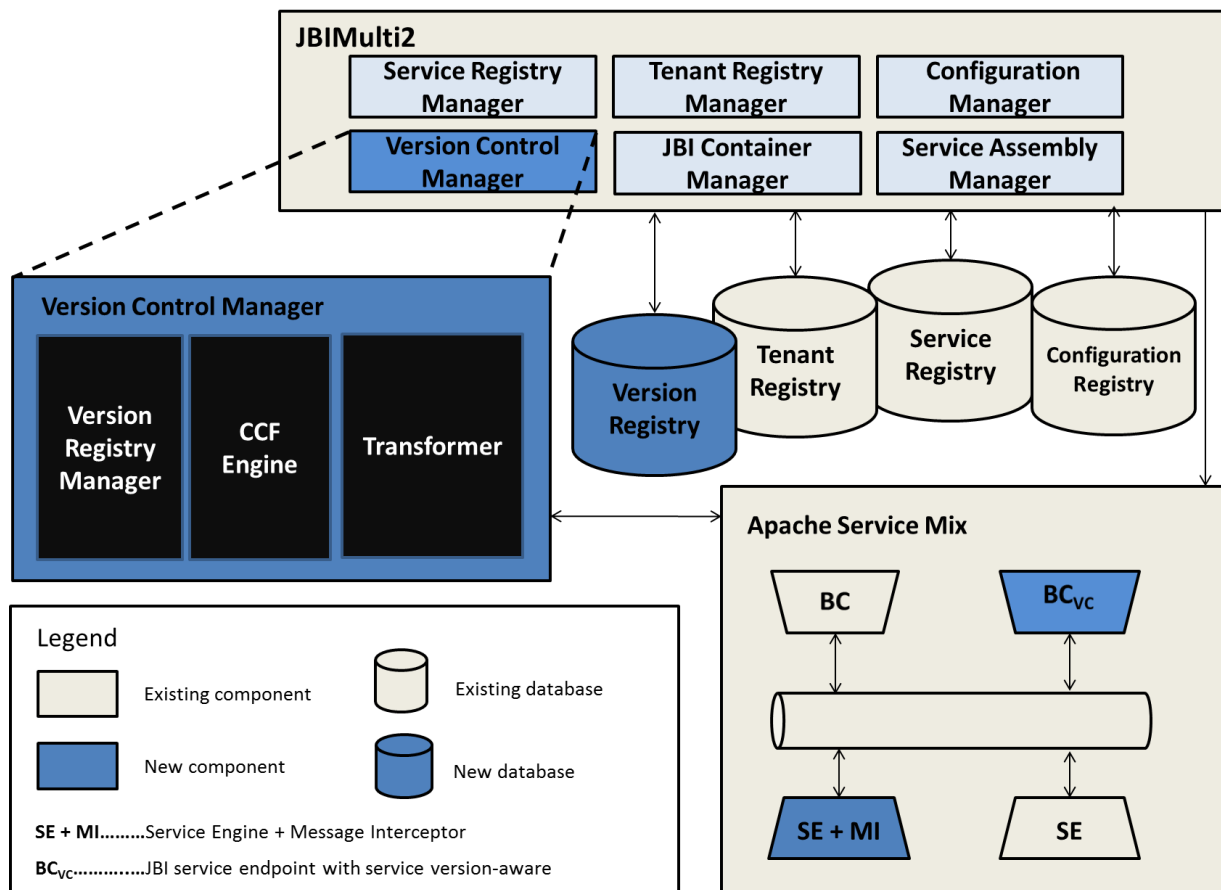 JBIMulti2
Service Registry
Manager
Tenant Registry
Manager
Configuration
Manager
Version Control
Manager
JBI Container
Manager
Service Assembly
Manager
Version Control Manager
Version
Registry
Manager
CCF
Engine
Transformer
Version
Registry
Tenant
Registry
Service
Registry
Configuration
Registry
Apache Service Mix
BC
BCVC
SE + MI
SE
Legend
Existing component
Existing database
New component
New database
SE + MI.........Service Engine + Message Interceptor
BCVC..............JBI service endpoint with service version-aware